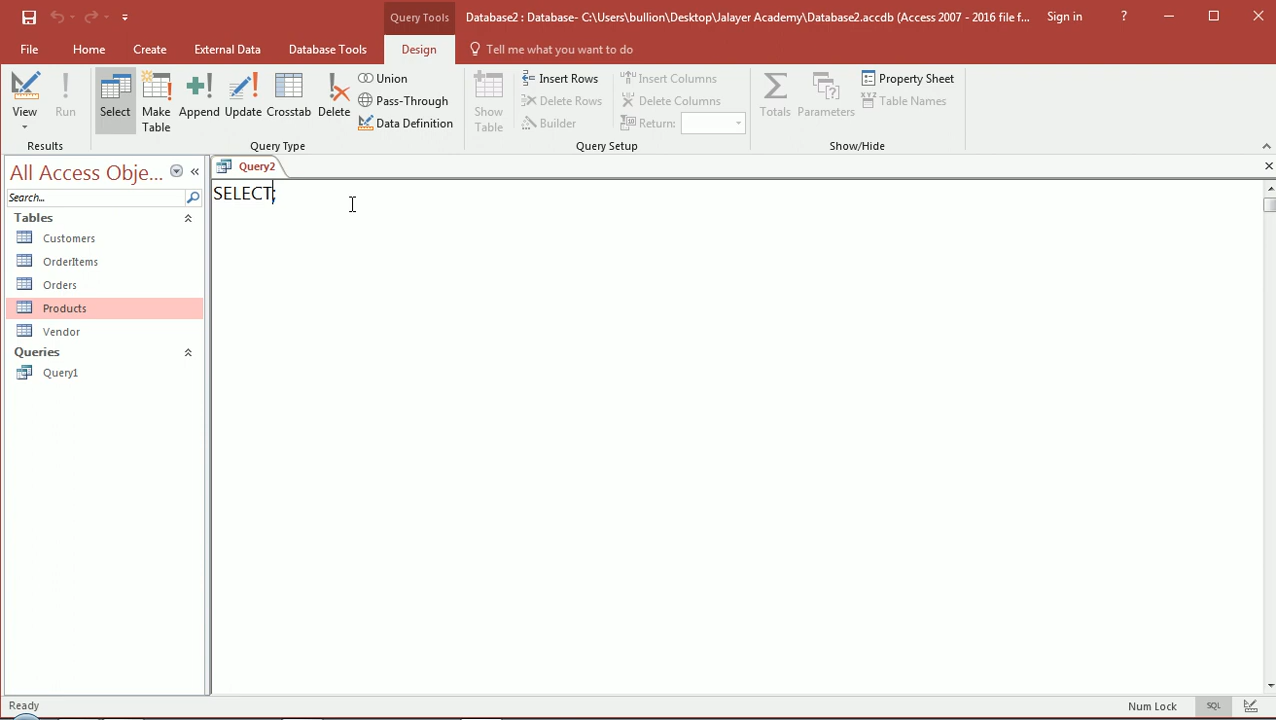 Query Tools
Database2 : Database- C:\Users\bullion\Desktop\Jalayer Academy\Database2.accdb (Access 2007 - 2016 file f...
Sign in
?
File Home Create External Data Database Tools Design Tell me what you want to do
View
Run
Results
Select
Make Table
Append
Update
Crosstab
Delete
Union
Pass-Through
Data Definition
Query Type
Show Table
Insert Rows
Delete Rows
Builder
Insert Columns
Delete Columns
Return:
Query Setup
Totals
Parameters
Property Sheet
Table Names
Show/Hide
All Access Obje...
Search...
Tables
Customers
OrderItems
Orders
Products
Vendor
Queries
Query1
Query2
SELECT;
Ready
Num Lock
SQL